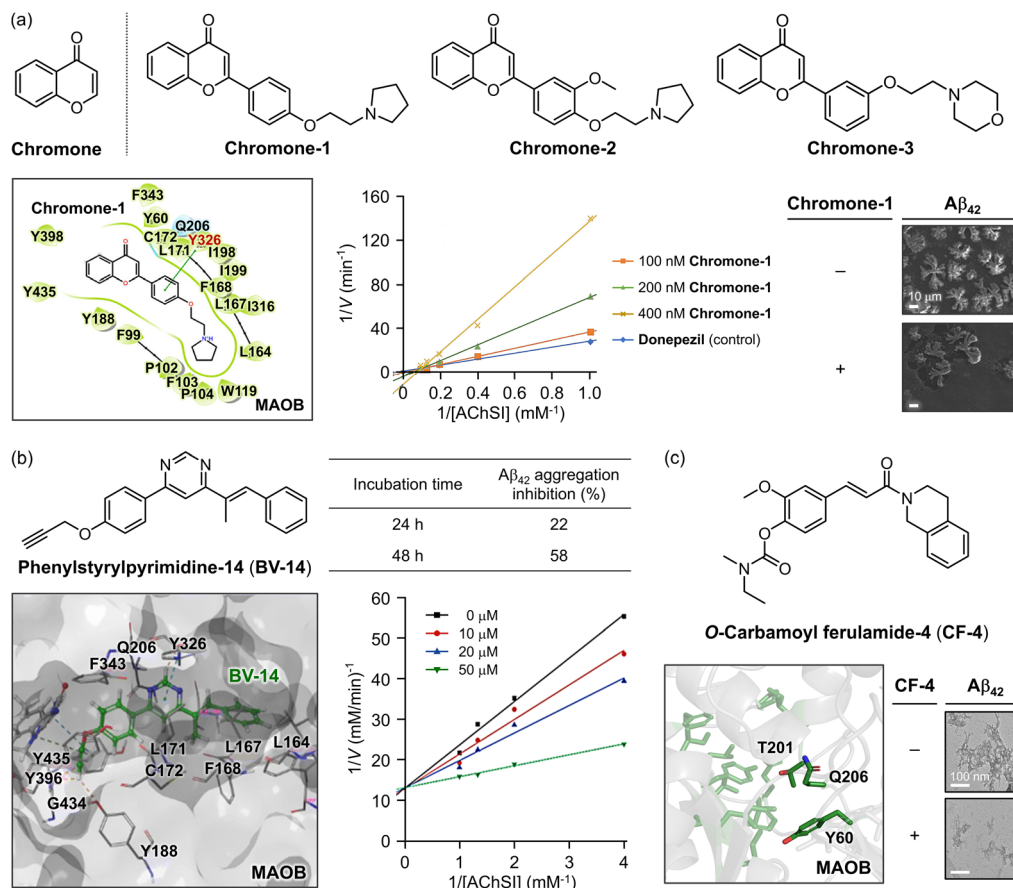 (a)
O
O
Chromone
O
O
O
N
Chromone-1
O
O
O
O
N
Chromone-2
O
O
O
N
O
Chromone-3
Chromone-1
F343
Y60
Q206
Y398
C172
Y326
L171
I198
I199
F168
Y435
L167
I316
Y188
F99
L164
P102
F103
P104
W119
O
O
O
NH
MAOB
1/V (min-1)
160
120
80
40
0
0
0.2
0.4
0.6
0.8
1.0
1/[AChSI] (mM-1)
100 nM Chromone-1
200 nM Chromone-1
400 nM Chromone-1
Donepezil (control)
Chromone-1
Aβ42
–
10 μm
+
(b)
N
N
O
Phenylstyrylpyrimidine-14 (BV-14)
Incubation time
Aβ42 aggregation
inhibition (%)
24 h
22
48 h
58
Q206
Y326
F343
BV-14
L171
L167
L164
Y435
C172
F168
Y396
G434
Y188
MAOB
1/V (mM/min)-1
60
50
40
30
20
10
0
0
1
2
3
4
1/[AChSI] (mM-1)
0 μM
10 μM
20 μM
50 μM
(c)
O
O
N
O
O
N
O-Carbamoyl ferulamide-4 (CF-4)
T201
Q206
Y60
MAOB
CF-4
Aβ42
–
100 nm
+